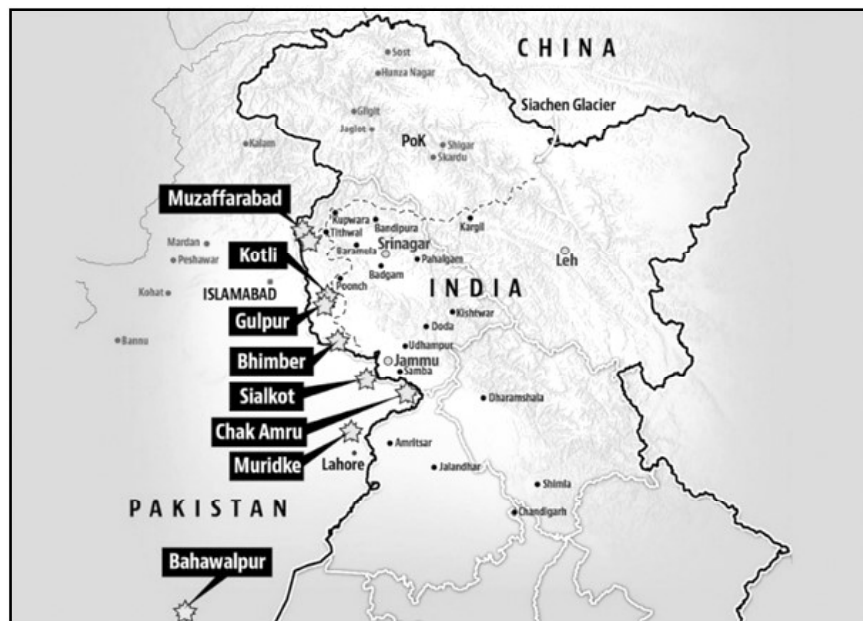 CHINA
Sost
Hunza Nagar
Siachen Glacier
Gilgit
Jaglot
PoK
Shigar
Skardu
Kalam
Muzaffarabad
Kupwara
Bandipura
Kargil
Tithwal
Baramula
Srinagar
Mardan
Peshawar
Kotli
Pahalgam
Leh
Badgam
Poonch
ISLAMABAD
INDIA
Kohat
Gulpur
Kishtwar
Doda
Bannu
Udhampur
Bhimber
Jammu
Samba
Sialkot
Dharamshala
Chak Amru
Amritsar
Muridke
Lahore
Jalandhar
Shimla
PAKISTAN
Chandigarh
Bahawalpur